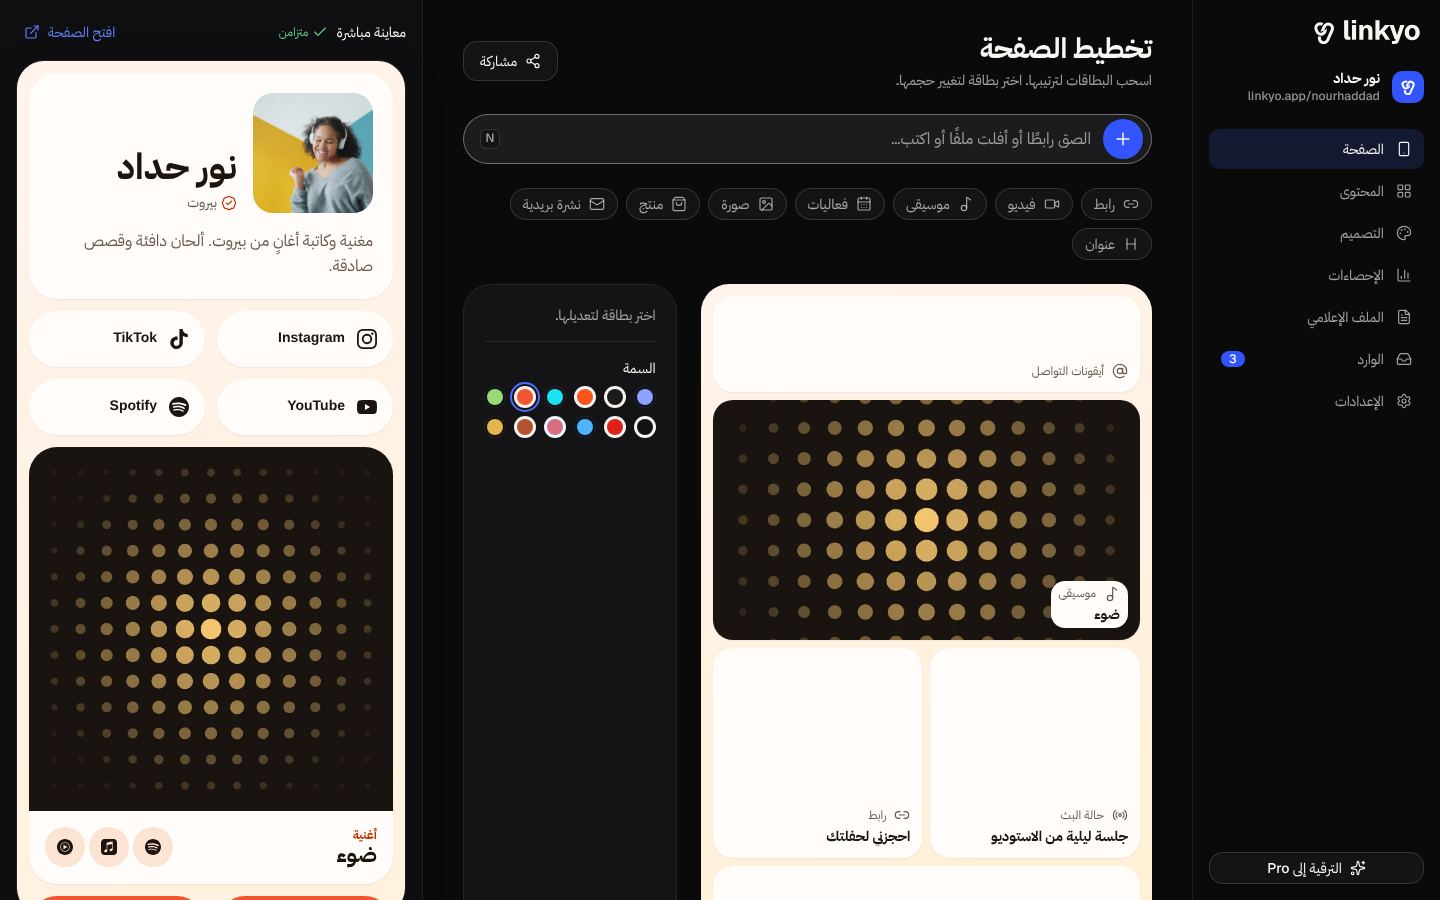 linkyo
نور حداد
linkyo.app/nourhaddad
الصفحة
المحتوى
التصميم
الإحصاءات
الملف الإعلامي
الوارد
3
الإعدادات
الترقية إلى Pro
تخطيط الصفحة
اسحب البطاقات لترتيبها. اختر بطاقة لتغيير حجمها.
مشاركة
الصق رابطًا أو أفلت ملفًا أو اكتب...
N
رابط
فيديو
موسيقى
فعاليات
صورة
منتج
نشرة بريدية
عنوان
أيقونات التواصل
موسيقى
ضوء
حالة البث
جلسة ليلية من الاستوديو
رابط
احجزني لحفلتك
اختر بطاقة لتعديلها.
السمة
معاينة مباشرة
متزامن
افتح الصفحة
نور حداد
بيروت
مغنية وكاتبة أغانٍ من بيروت. ألحان دافئة وقصص
صادقة.
Instagram
TikTok
YouTube
Spotify
أغنية
ضوء